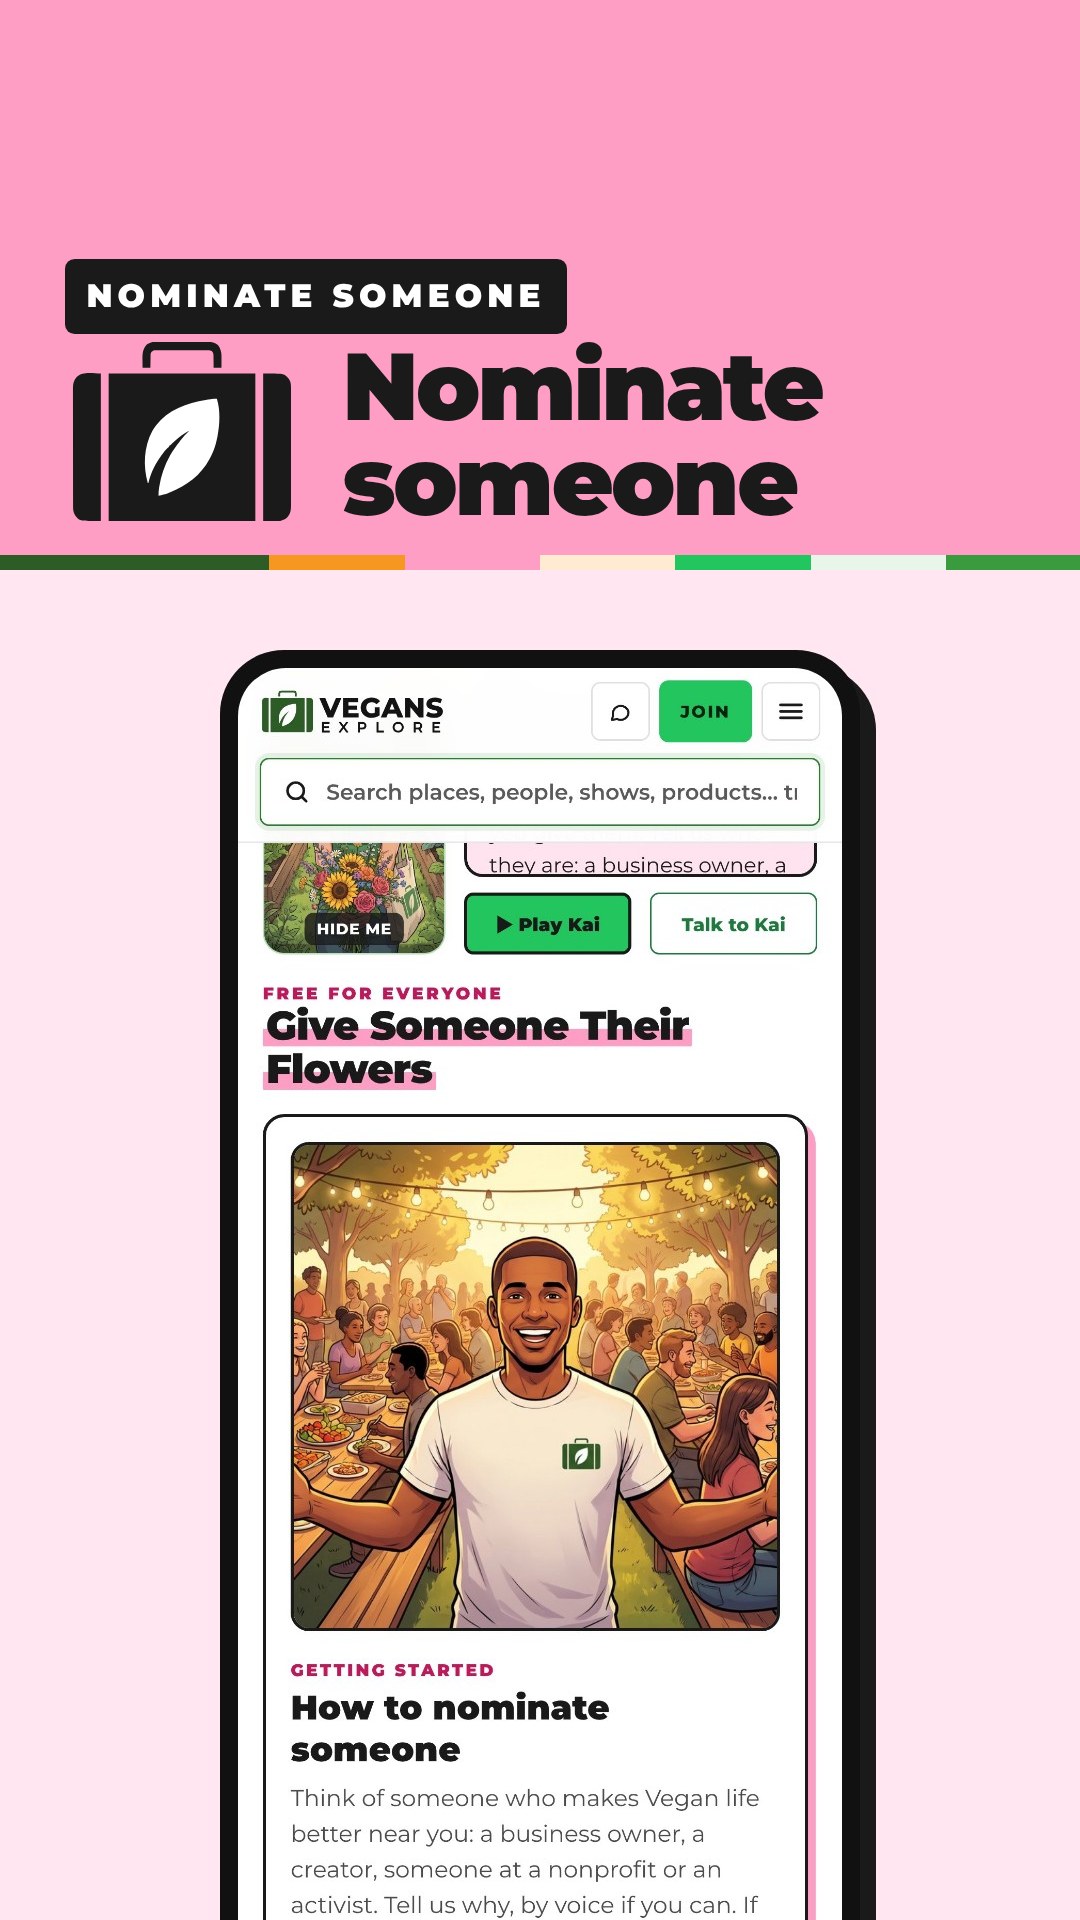 NOMINATE SOMEONE
Nominate
someone
VEGANS
EXPLORE
JOIN
Search places, people, shows, products...
they are: a business owner, a
HIDE ME
Play Kai
Talk to Kai
FREE FOR EVERYONE
Give Someone Their
Flowers
GETTING STARTED
How to nominate
someone
Think of someone who makes Vegan life
better near you: a business owner, a
creator, someone at a nonprofit or an
activist. Tell us why, by voice if you can. If